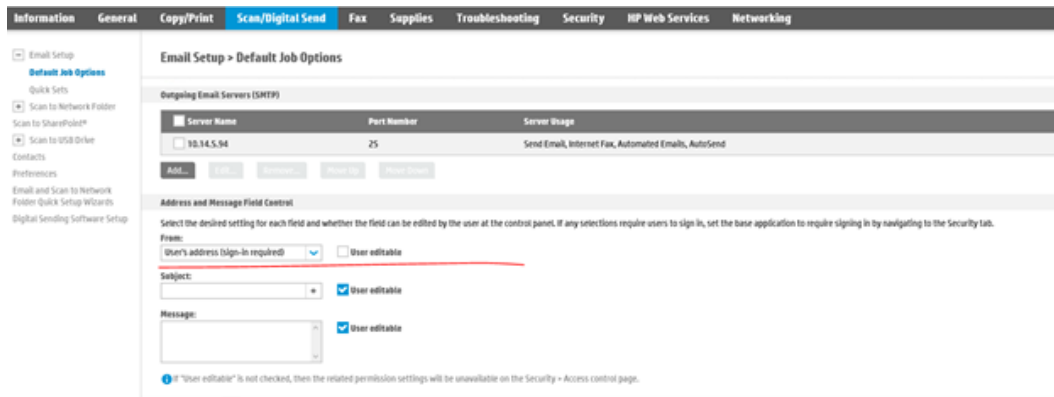 Information General Copy/Print Scan/Digital Send Fax Supplies Troubleshooting Security HP Web Services Networking
Email Setup
Default Job Options
Quick Sets
Scan to Network Folder
Scan to SharePoint®
Scan to USB Drive
Contacts
Preferences
Email and Scan to Network
Folder Quick Setup Wizards
Digital Sending Software Setup
Email Setup > Default Job Options
Outgoing Email Servers (SMTP)
Server Name Port Number Server Usage
10.14.5.94 25 Send Email, Internet Fax, Automated Emails, AutoSend
Add... Edit... Remove... Move Up Move Down
Address and Message Field Control
Select the desired setting for each field and whether the field can be edited by the user at the control panel. If any selections require users to sign in, set the base application to require signing in by navigating to the Security tab.
From:
User's address (sign-in required) User editable
Subject:
User editable
Message:
User editable
If "User editable" is not checked, then the related permission settings will be unavailable on the Security > Access control page.